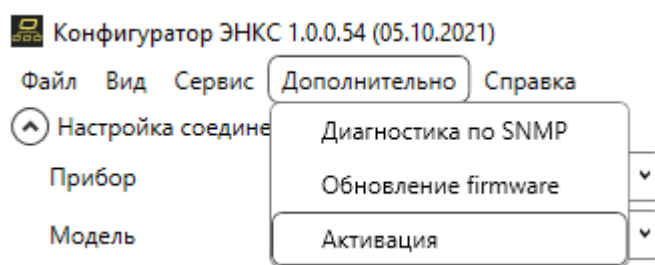 Конфигуратор ЭНКС 1.0.0.54 (05.10.2021)
Файл Вид Сервис Дополнительно Справка
Настройка соедине
Диагностика по SNMP
Прибор
Обновление firmware
Модель
Активация